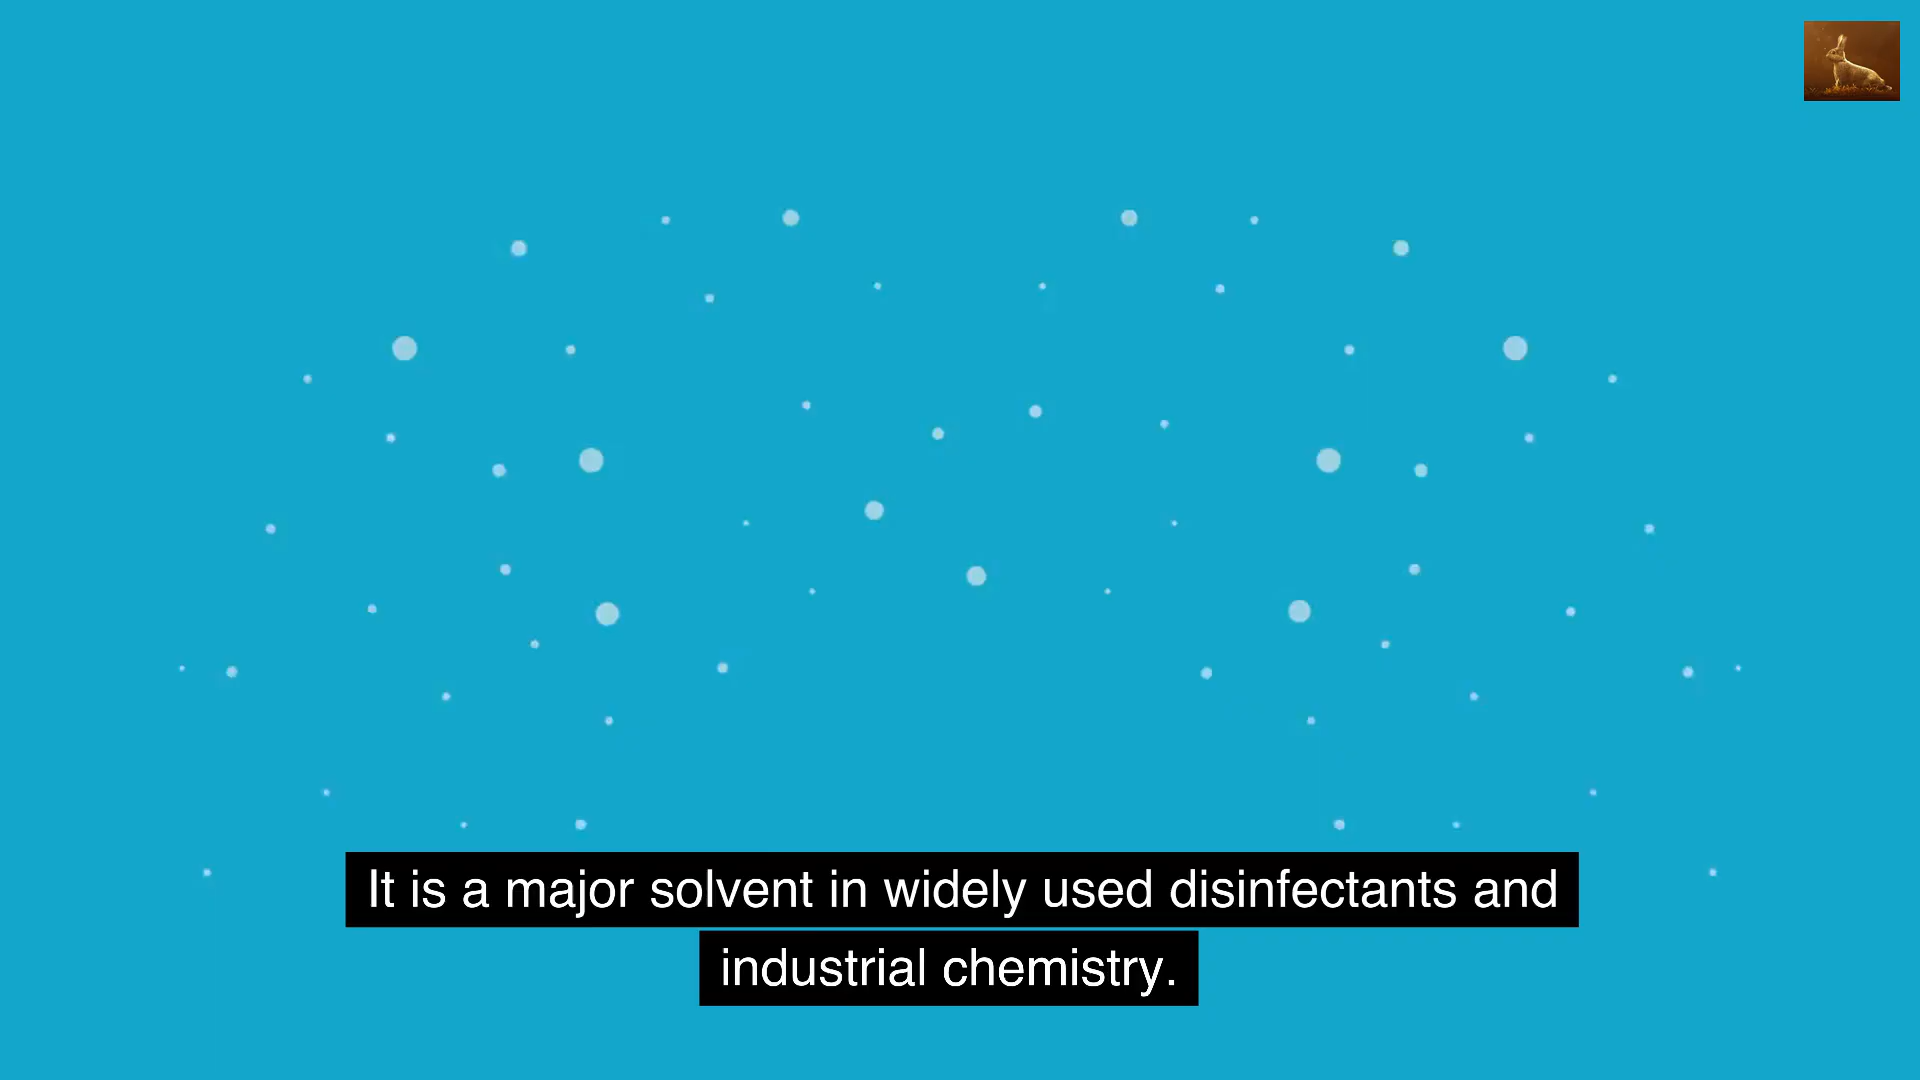 It is a major solvent in widely used disinfectants and
industrial chemistry.